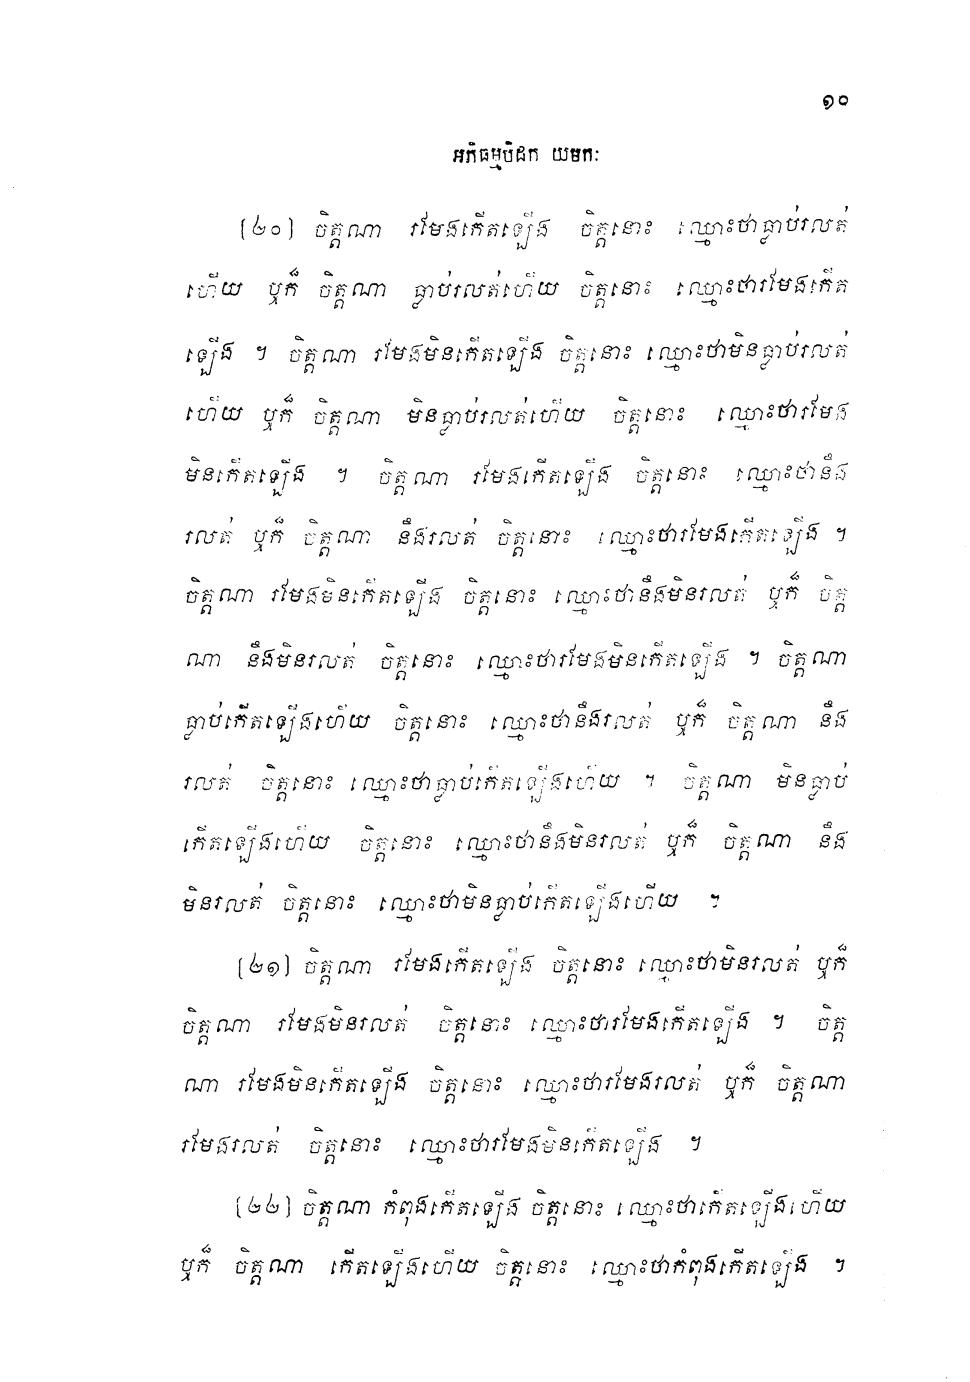 ១០
អភិធម្មបិដក យមកៈ
[២០] ចិត្តណា រមែងកើតឡើង ចិត្តនោះ ឈ្មោះថាធ្លាប់រលត់
ហើយ ឬក៏ ចិត្តណា ធ្លាប់រលត់ហើយ ចិត្តនោះ ឈ្មោះថារមែងកើត
ឡើង ។ ចិត្តណា រមែងមិនកើតឡើង ចិត្តនោះ ឈ្មោះថាមិនធ្លាប់រលត់
ហើយ ឬក៏ ចិត្តណា មិនធ្លាប់រលត់ហើយ ចិត្តនោះ ឈ្មោះថារមែង
មិនកើតឡើង ។ ចិត្តណា រមែងកើតឡើង ចិត្តនោះ ឈ្មោះថានឹង
រលត់ ឬក៏ ចិត្តណា នឹងរលត់ ចិត្តនោះ ឈ្មោះថារមែងកើតឡើង ។
ចិត្តណា រមែងមិនកើតឡើង ចិត្តនោះ ឈ្មោះថានឹងមិនរលត់ ឬក៏ ចិត្ត
ណា នឹងមិនរលត់ ចិត្តនោះ ឈ្មោះថារមែងមិនកើតឡើង ។ ចិត្តណា
ធ្លាប់កើតឡើងហើយ ចិត្តនោះ ឈ្មោះថានឹងរលត់ ឬក៏ ចិត្តណា នឹង
រលត់ ចិត្តនោះ ឈ្មោះថាធ្លាប់កើតឡើងហើយ ។ ចិត្តណា មិនធ្លាប់
កើតឡើងហើយ ចិត្តនោះ ឈ្មោះថានឹងមិនរលត់ ឬក៏ ចិត្តណា នឹង
មិនរលត់ ចិត្តនោះ ឈ្មោះថាមិនធ្លាប់កើតឡើងហើយ ។
[២១] ចិត្តណា រមែងកើតឡើង ចិត្តនោះ ឈ្មោះថាមិនរលត់ ឬក៏
ចិត្តណា រមែងមិនរលត់ ចិត្តនោះ ឈ្មោះថារមែងកើតឡើង ។ ចិត្ត
ណា រមែងមិនកើតឡើង ចិត្តនោះ ឈ្មោះថារមែងរលត់ ឬក៏ ចិត្តណា
រមែងរលត់ ចិត្តនោះ ឈ្មោះថារមែងមិនកើតឡើង ។
[២២] ចិត្តណា កំពុងកើតឡើង ចិត្តនោះ ឈ្មោះថាកើតឡើងហើយ
ឬក៏ ចិត្តណា កើតឡើងហើយ ចិត្តនោះ ឈ្មោះថាកំពុងកើតឡើង ។